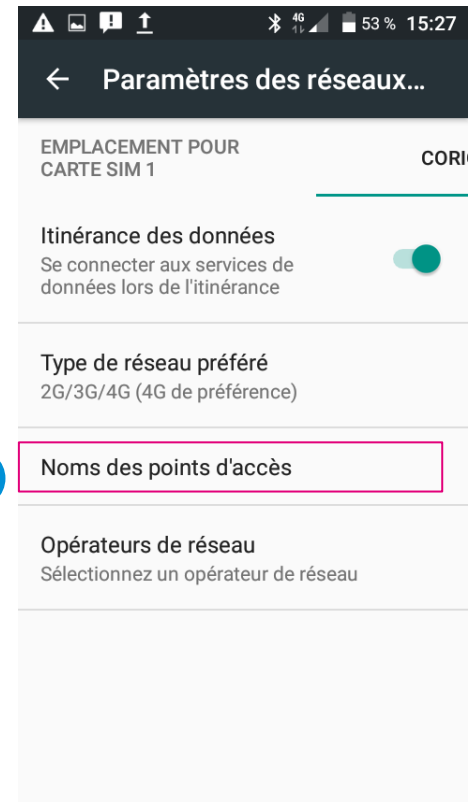 4G 53 % 15:27
Paramètres des réseaux...
EMPLACEMENT POUR
CARTE SIM 1
CORI
Itinérance des données
Se connecter aux services de
données lors de l'itinérance
Type de réseau préféré
2G/3G/4G (4G de préférence)
Noms des points d'accès
Opérateurs de réseau
Sélectionnez un opérateur de réseau